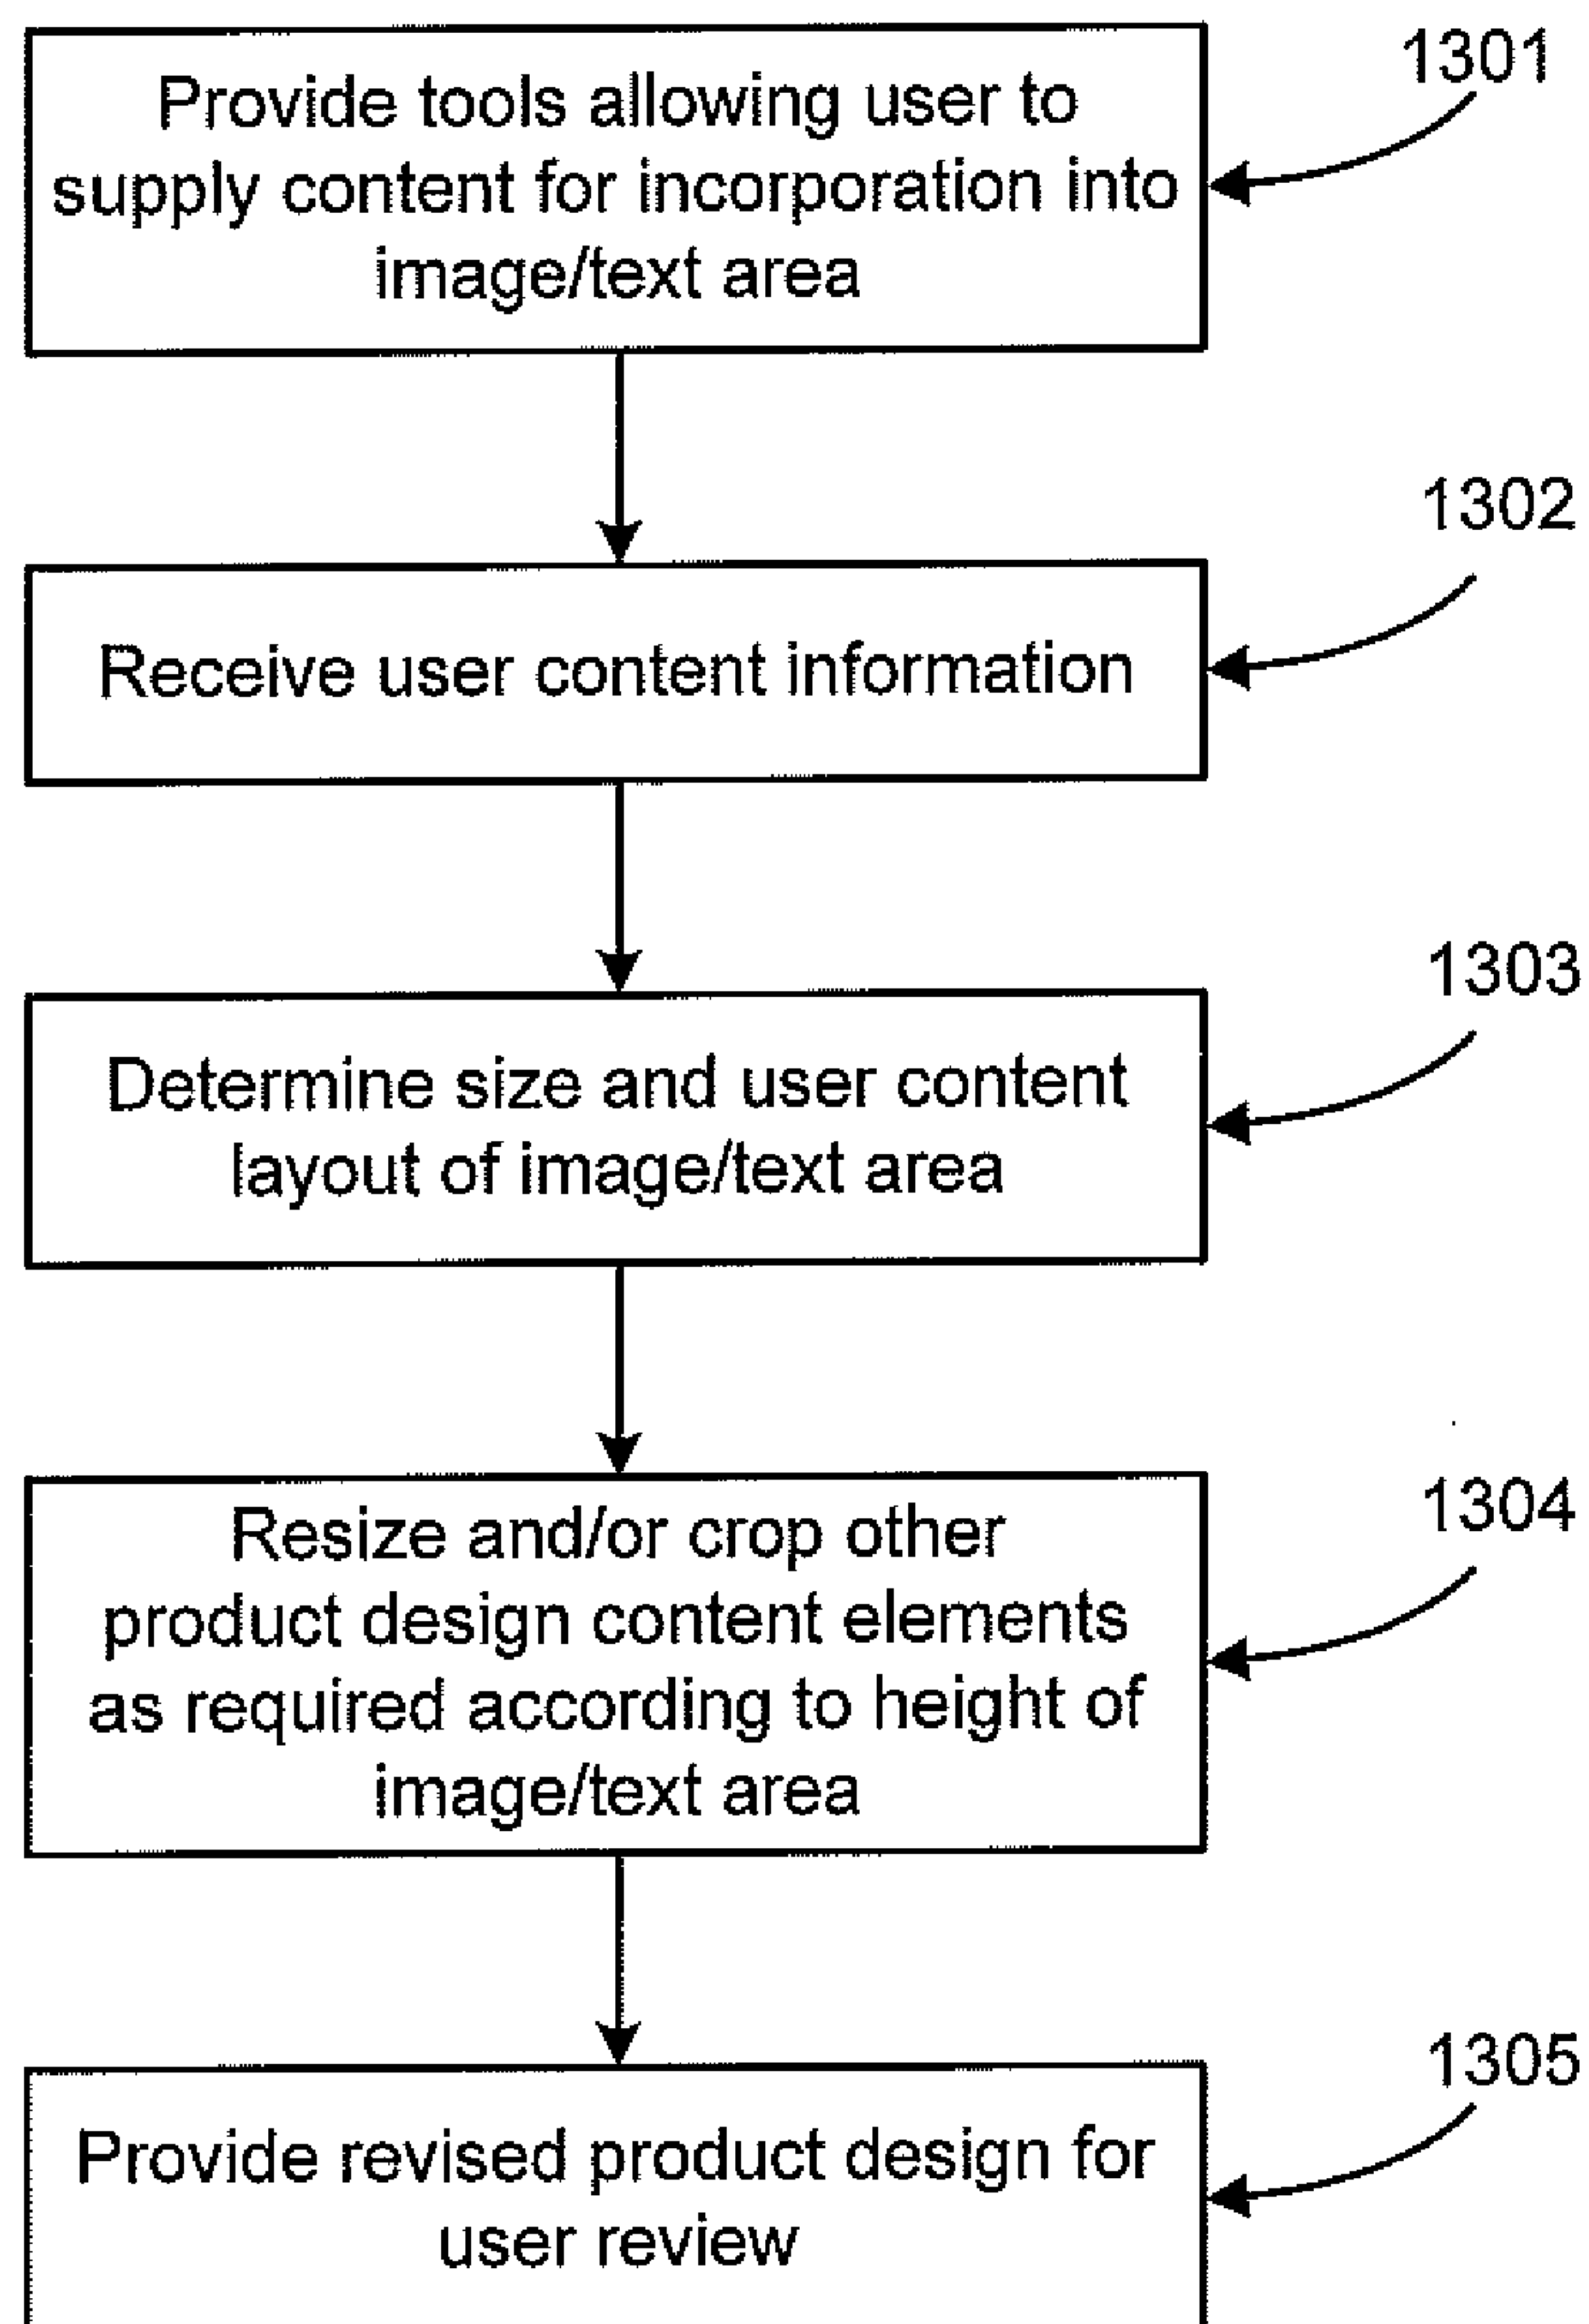 1301
Provide tools allowing user to
supply content for incorporation into
image/text area
1302
Receive user content information
1303
Determine size and user content
layout of image/text area
1304
Resize and/or crop other
product design content elements
as required according to height of
image/text area
1305
Provide revised product design for
user review